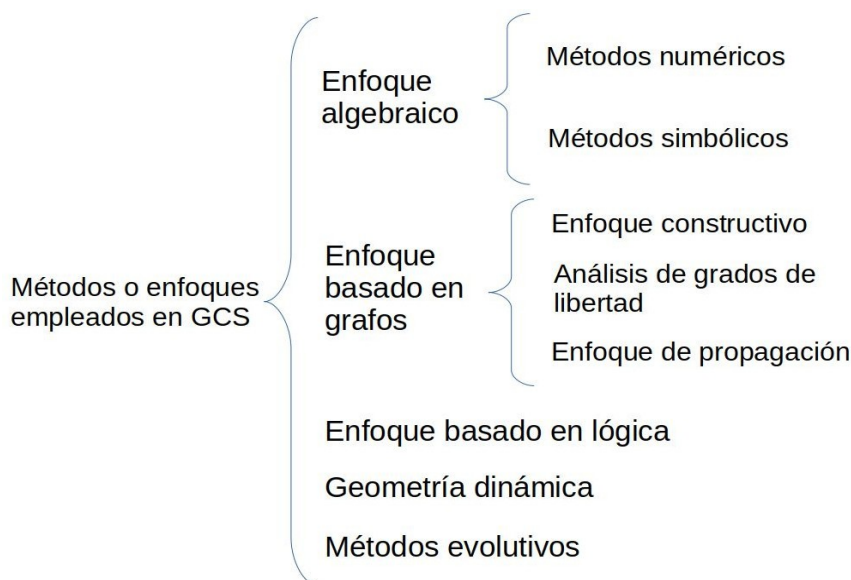 Métodos o enfoques
empleados en GCS
Enfoque
algebraico
Métodos numéricos
Métodos simbólicos
Enfoque
basado en
grafos
Enfoque constructivo
Análisis de grados de
libertad
Enfoque de propagación
Enfoque basado en lógica
Geometría dinámica
Métodos evolutivos